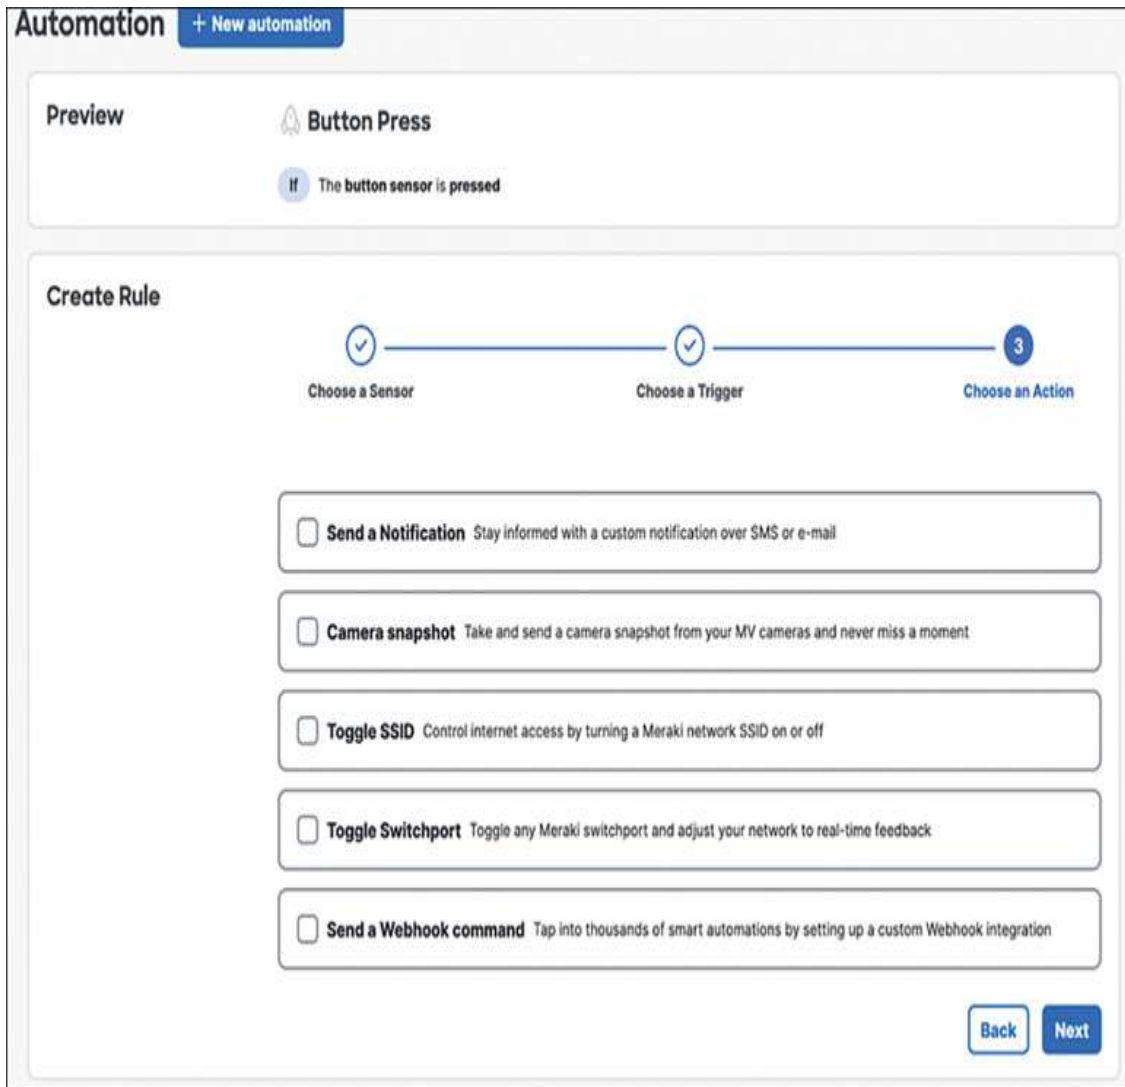 Automation + New automation
Preview
Button Press
If The button sensor is pressed
Create Rule
3
Choose a Sensor Choose a Trigger Choose an Action
Send a Notification Stay informed with a custom notification over SMS or e-mail
Camera snapshot Take and send a camera snapshot from your MV cameras and never miss a moment
Toggle SSID Control internet access by turning a Meraki network SSID on or off
Toggle Switchport Toggle any Meraki switchport and adjust your network to real-time feedback
Send a Webhook command Tap into thousands of smart automations by setting up a custom Webhook integration
Back Next